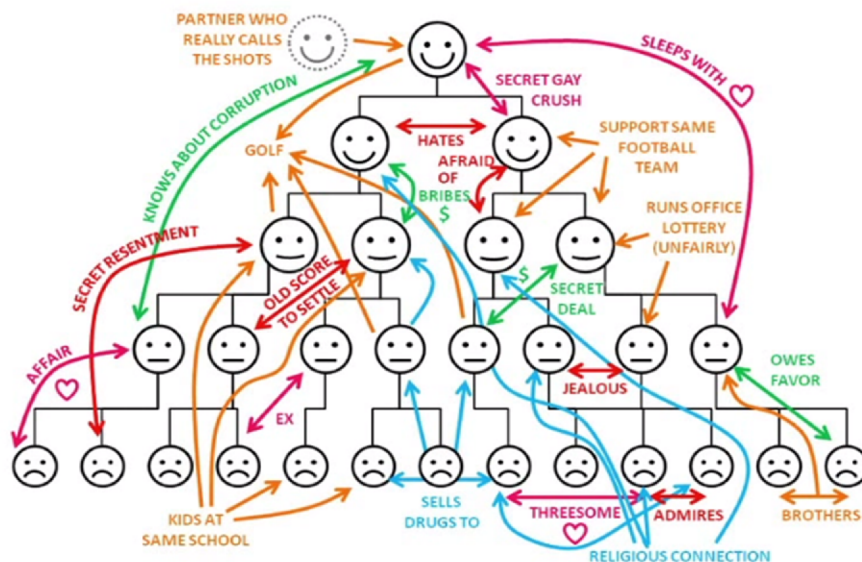 PARTNER WHO
REALLY CALLS
THE SHOTS
SLEEPS WITH
SECRET GAY
CRUSH
KNOWS ABOUT CORRUPTION
GOLF
HATES
AFRAID
OF
BRIBES
$
SUPPORT SAME
FOOTBALL
TEAM
RUNS OFFICE
LOTTERY
(UNFAIRLY)
SECRET RESENTMENT
OLD SCORE
TO SETTLE
$
SECRET
DEAL
AFFAIR
JEALOUS
OWES
FAVOR
EX
KIDS AT
SAME SCHOOL
SELLS
DRUGS TO
THREESOME
ADMIRES
BROTHERS
RELIGIOUS CONNECTION